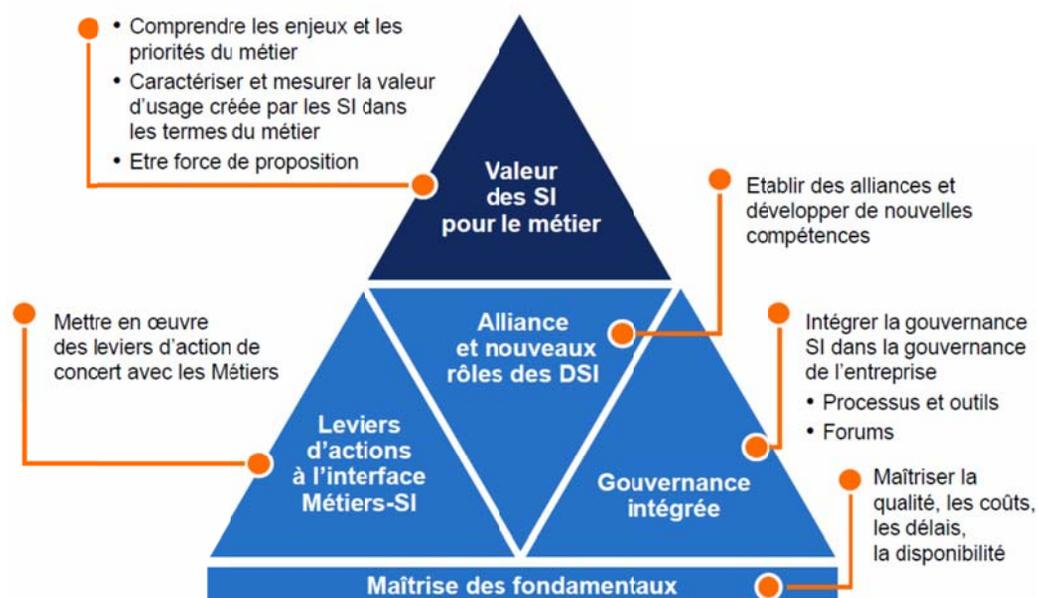 • Comprendre les enjeux et les
priorités du métier
• Caractériser et mesurer la valeur
d'usage créée par les SI dans
les termes du métier
• Etre force de proposition
Valeur
des SI
pour le métier
Etablir des alliances et
développer de nouvelles
compétences
Mettre en œuvre
des leviers d'action de
concert avec les Métiers
Alliance
et nouveaux
rôles des DSI
Intégrer la gouvernance
SI dans la gouvernance
de l'entreprise
• Processus et outils
• Forums
Leviers
d'actions
à l'interface
Métiers-SI
Gouvernance
intégrée
Maîtriser la
qualité, les coûts,
les délais,
la disponibilité
Maîtrise des fondamentaux